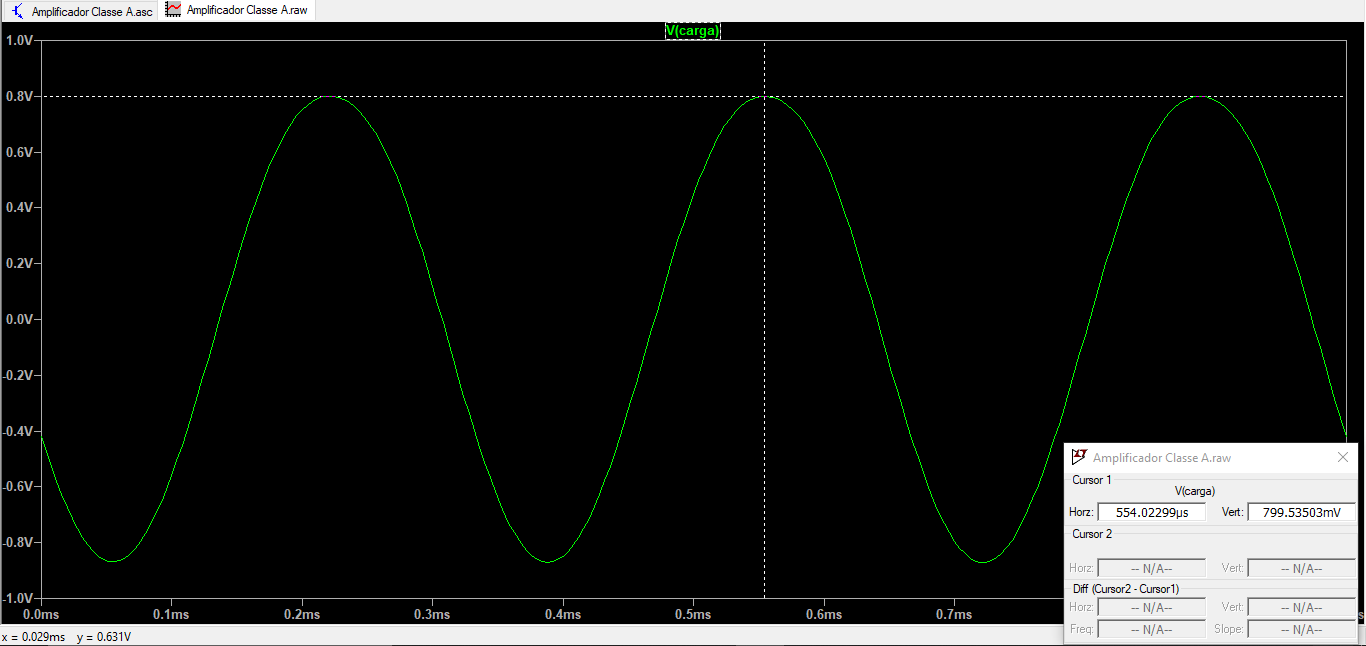 Amplificador Classe A.asc Amplificador Classe A.raw
V(carga)
1.0V
0.8V
0.6V
0.4V
0.2V
0.0V
-0.2V
-0.4V
-0.6V
-0.8V
-1.0V
0.0ms 0.1ms 0.2ms 0.3ms 0.4ms 0.5ms 0.6ms 0.7ms
Amplificador Classe A.raw
Cursor 1
V(carga)
Horz: 554.02299µs Vert: 799.53503mV
Cursor 2
Horz: -- N/A-- Vert: -- N/A--
Diff (Cursor2 - Cursor1)
Horz: -- N/A-- Vert: -- N/A--
Freq: -- N/A-- Slope: -- N/A--
x = 0.029ms y = 0.631V